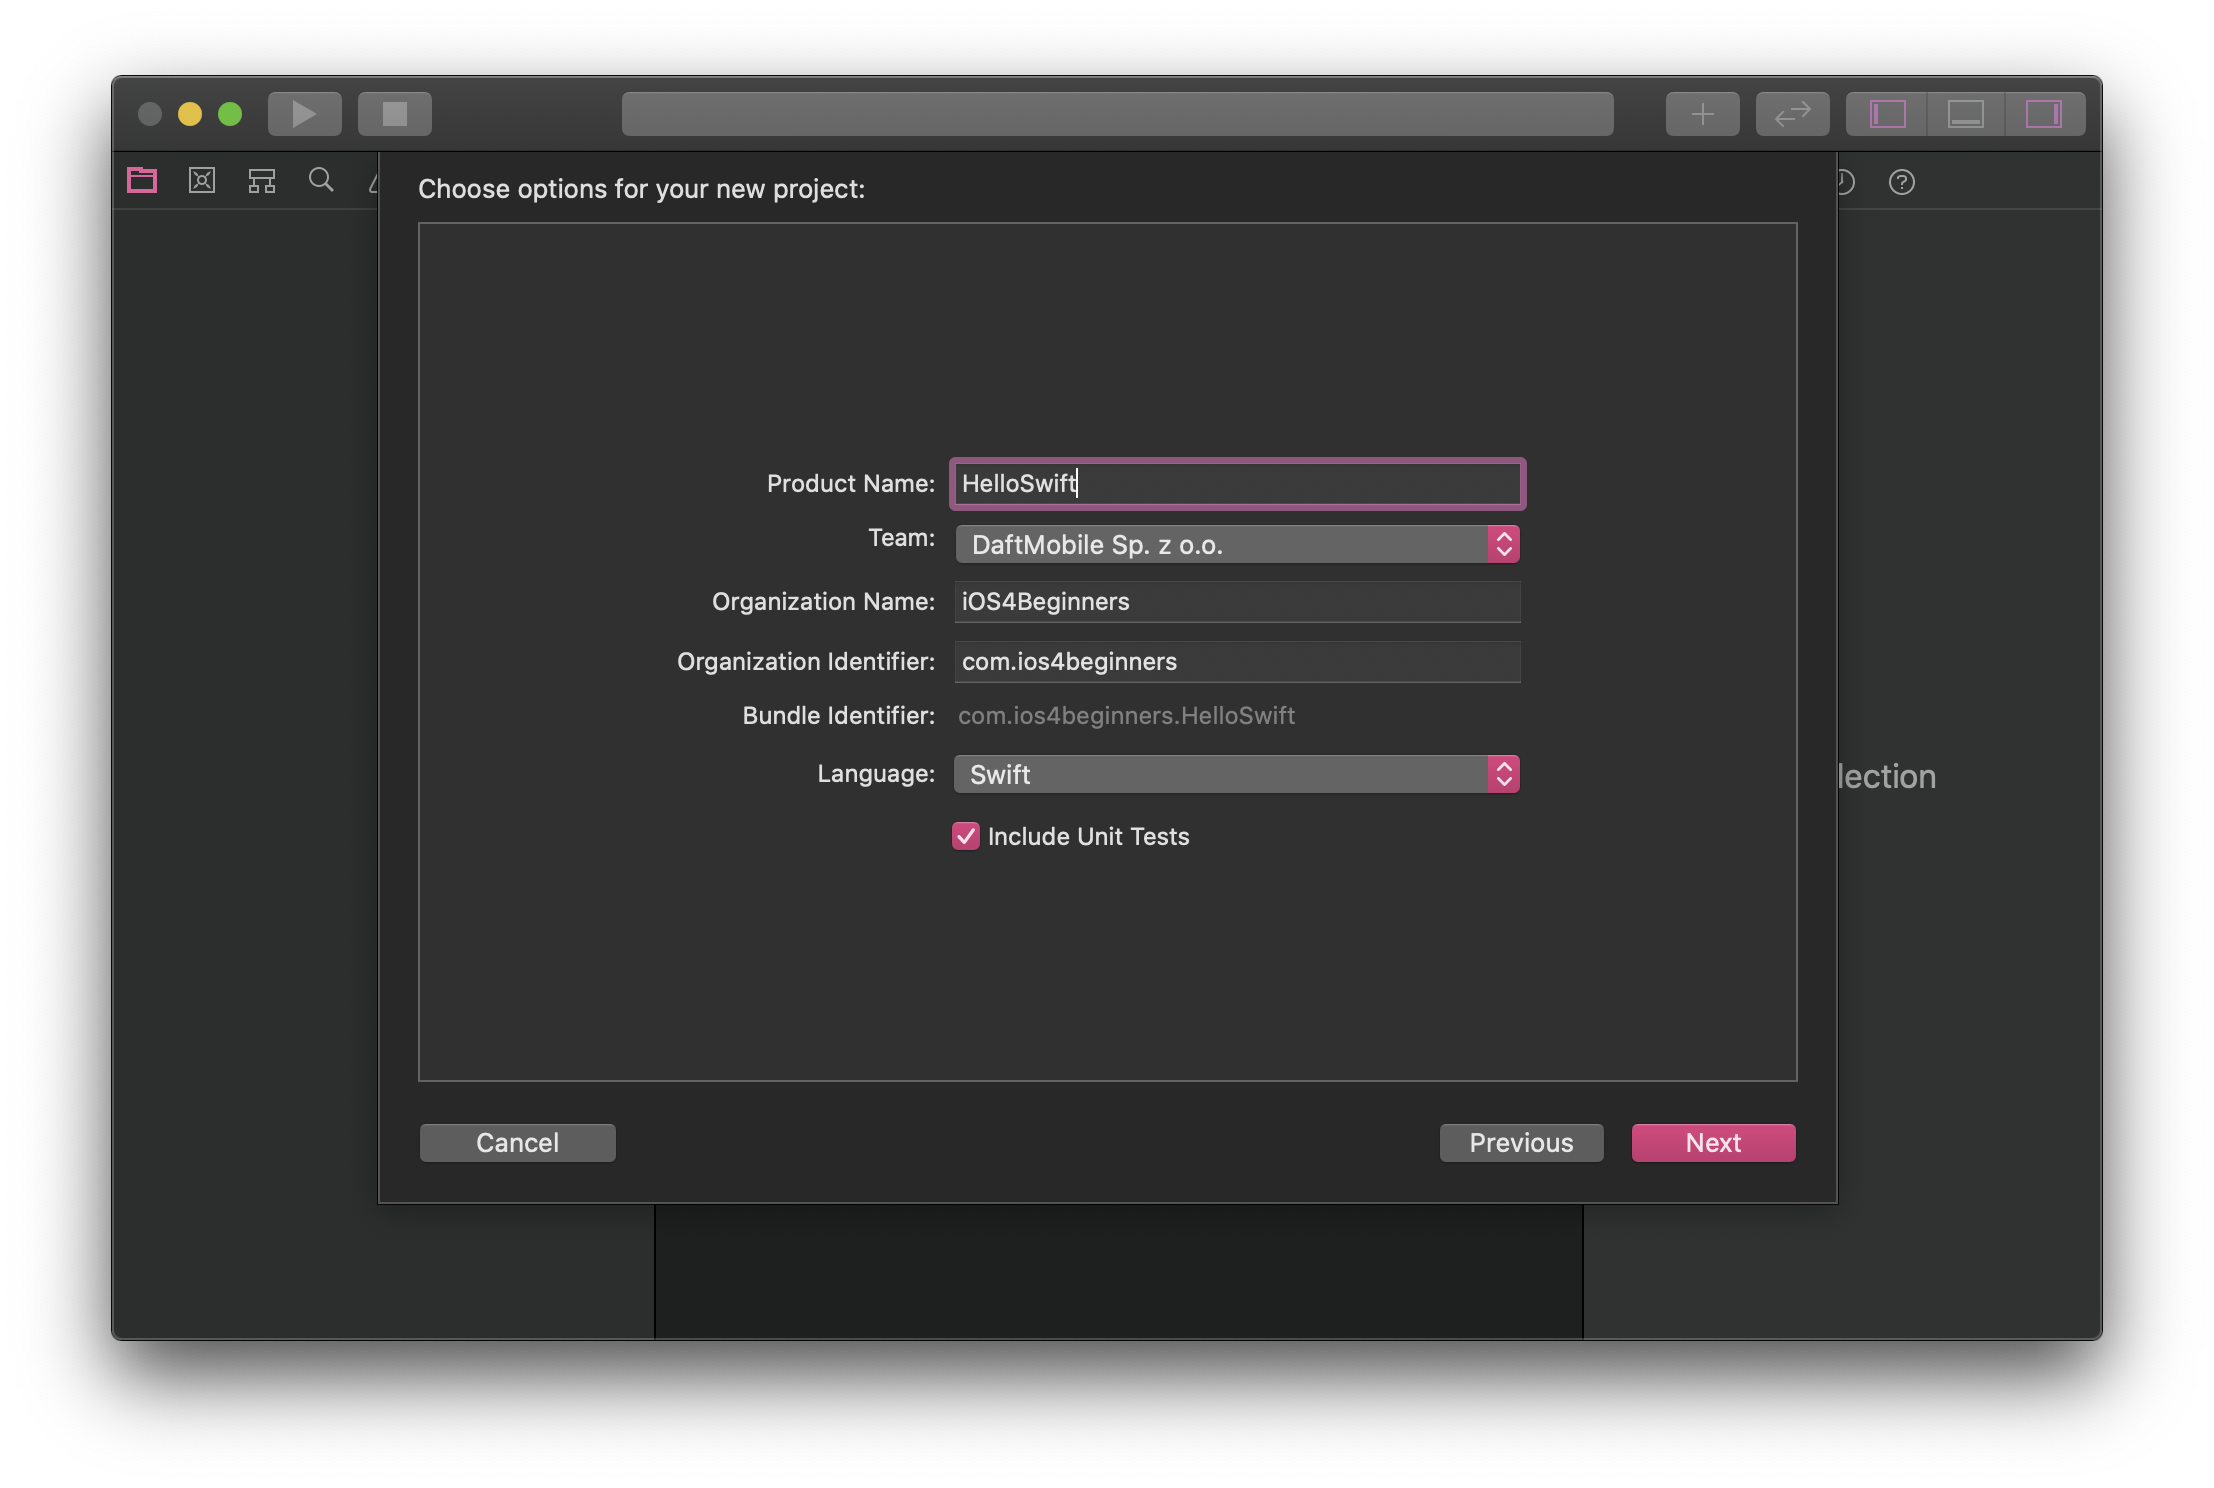 Choose options for your new project:
Product Name: HelloSwift
Team: DaftMobile Sp. z o.o.
Organization Name: iOS4Beginners
Organization Identifier: com.ios4beginners
Bundle Identifier: com.ios4beginners.HelloSwift
Language: Swift
lection
Include Unit Tests
Cancel Previous Next